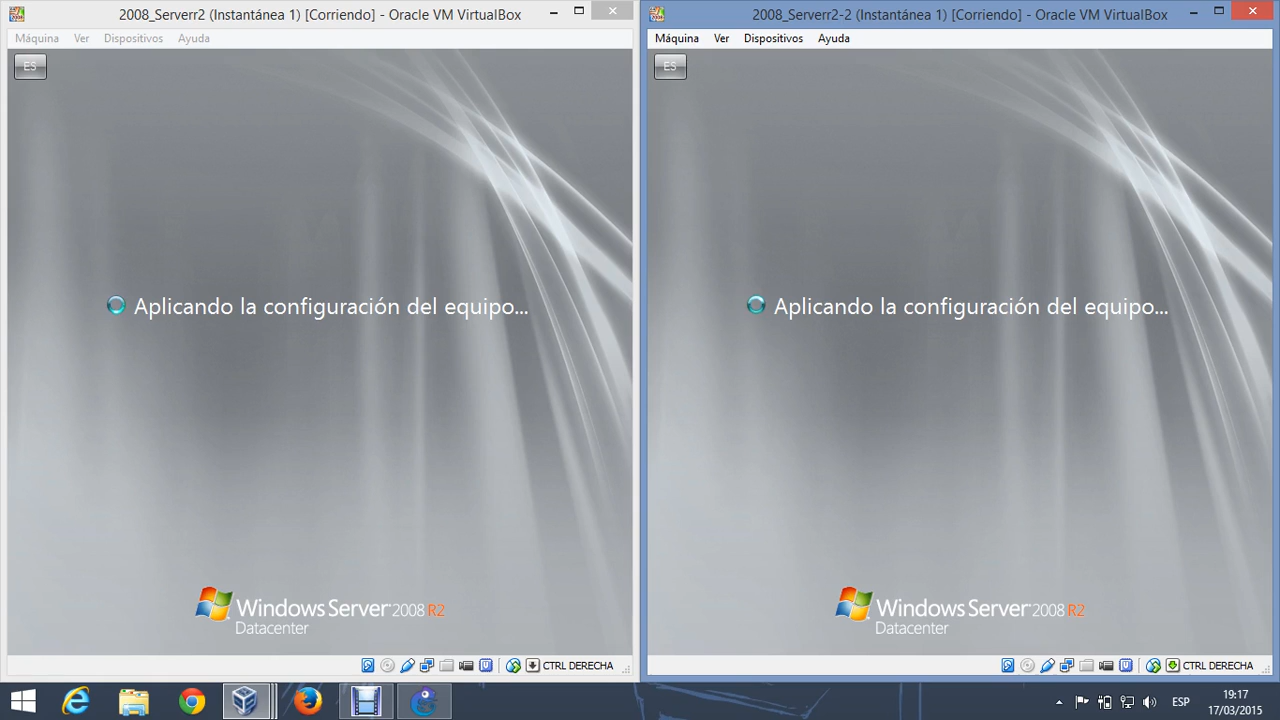 2008_Serverr2 (Instantánea 1) [Corriendo] - Oracle VM VirtualBox
Máquina Ver Dispositivos Ayuda
ES
Aplicando la configuración del equipo...
Windows Server 2008 R2
Datacenter
CTRL DERECHA
2008_Serverr2-2 (Instantánea 1) [Corriendo] - Oracle VM VirtualBox
Máquina Ver Dispositivos Ayuda
ES
Aplicando la configuración del equipo...
Windows Server 2008 R2
Datacenter
CTRL DERECHA
ESP
19:17
17/03/2015